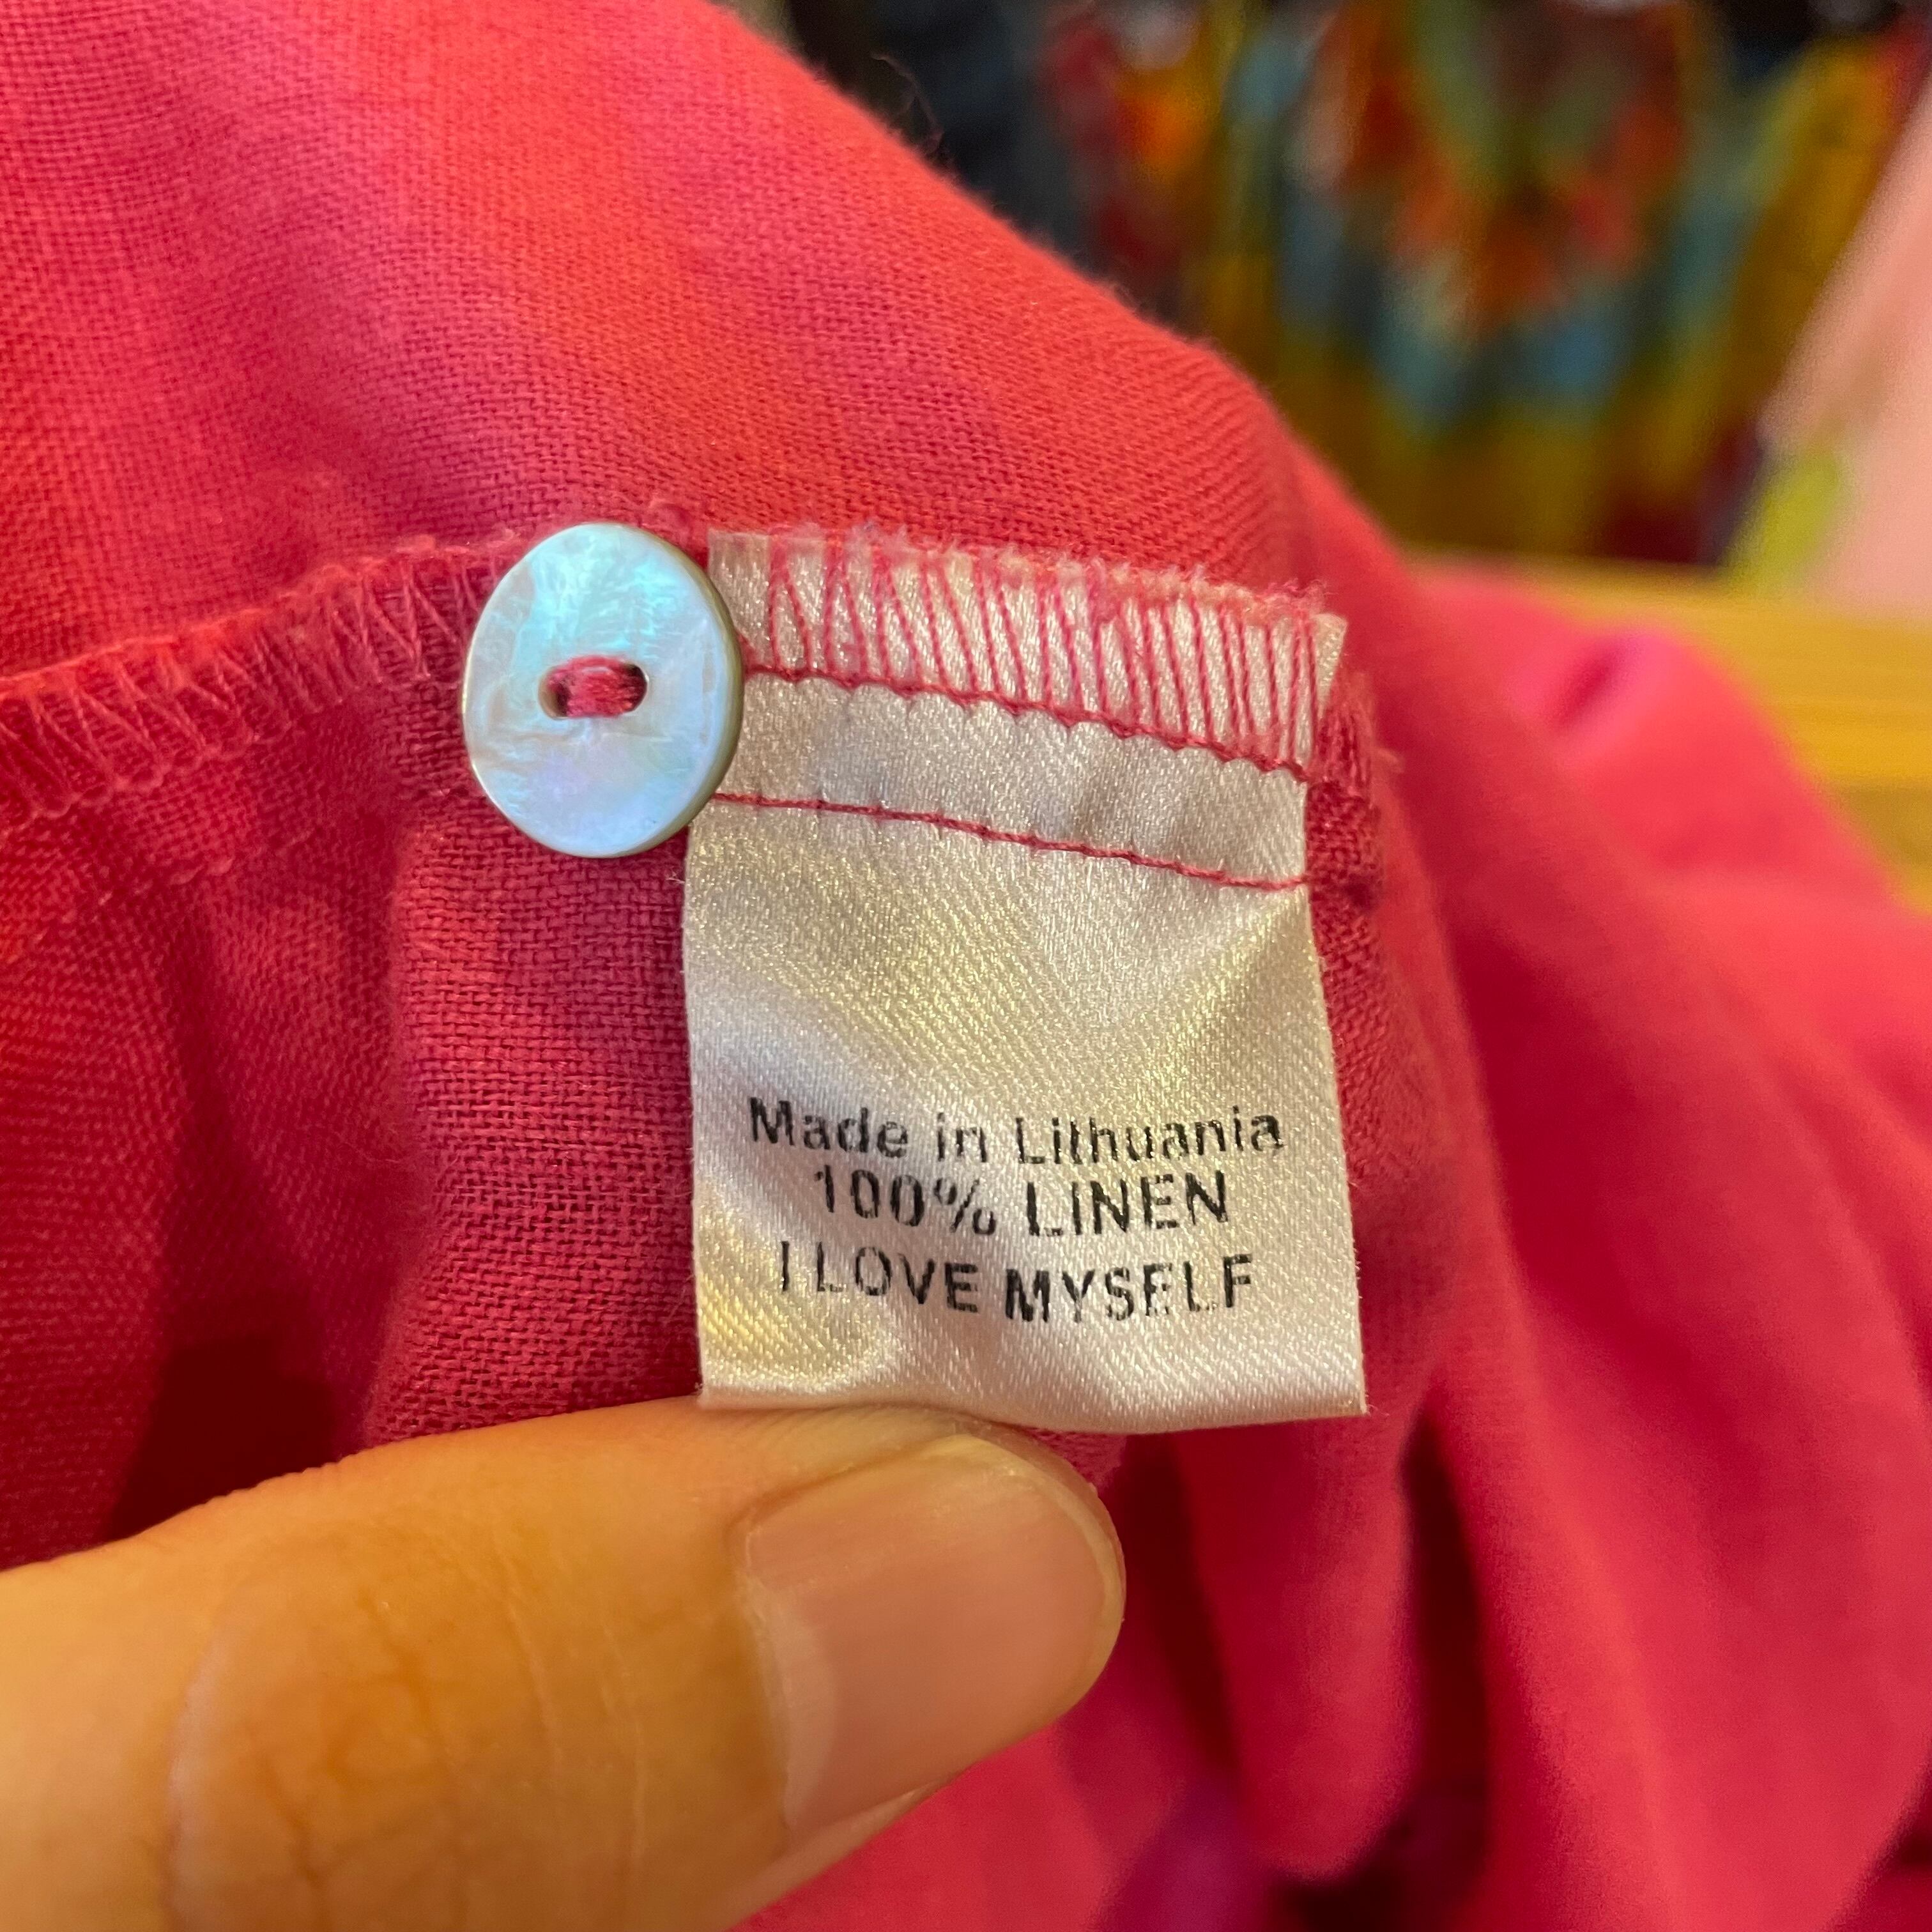 Made in Lithuania
100% LINEN
I LOVE MYSELF